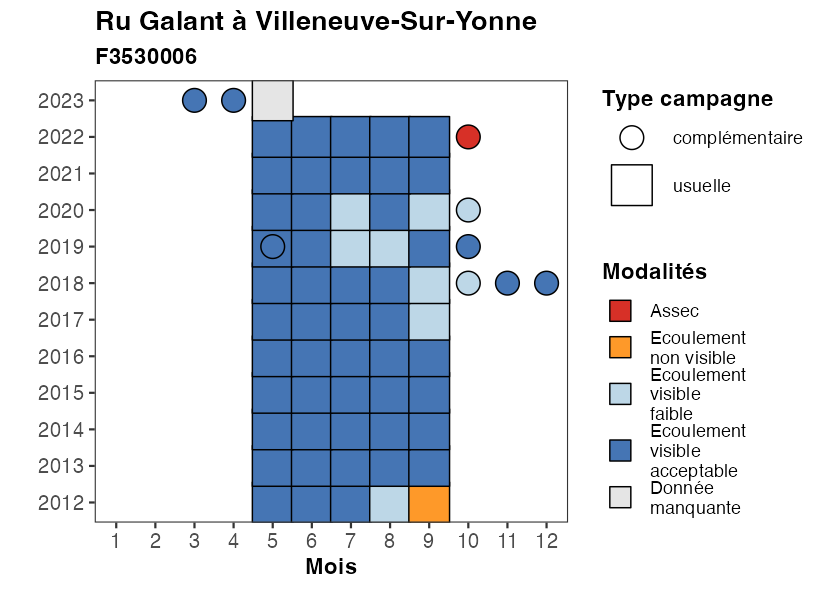 Ru Galant à Villeneuve-Sur-Yonne
F3530006
2023
2022
2021
2020
2019
2018
2017
2016
2015
2014
2013
2012
1 2 3 4 5 6 7 8 9 10 11 12
Mois
Type campagne
complémentaire
usuelle
Modalités
Assec
Ecoulement
non visible
Ecoulement
visible
faible
Ecoulement
visible
acceptable
Donnée
manquante